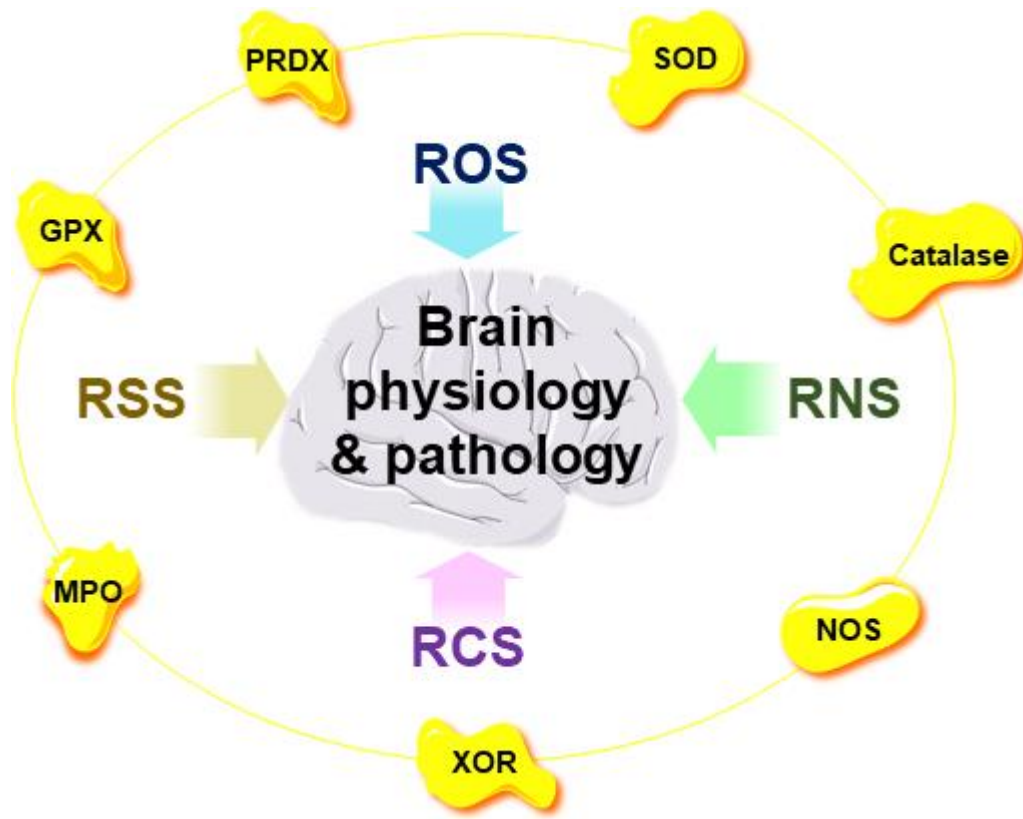 PRDX
SOD
ROS
GPX
Catalase
Brain
physiology
& pathology
RSS
RNS
MPO
NOS
RCS
XOR